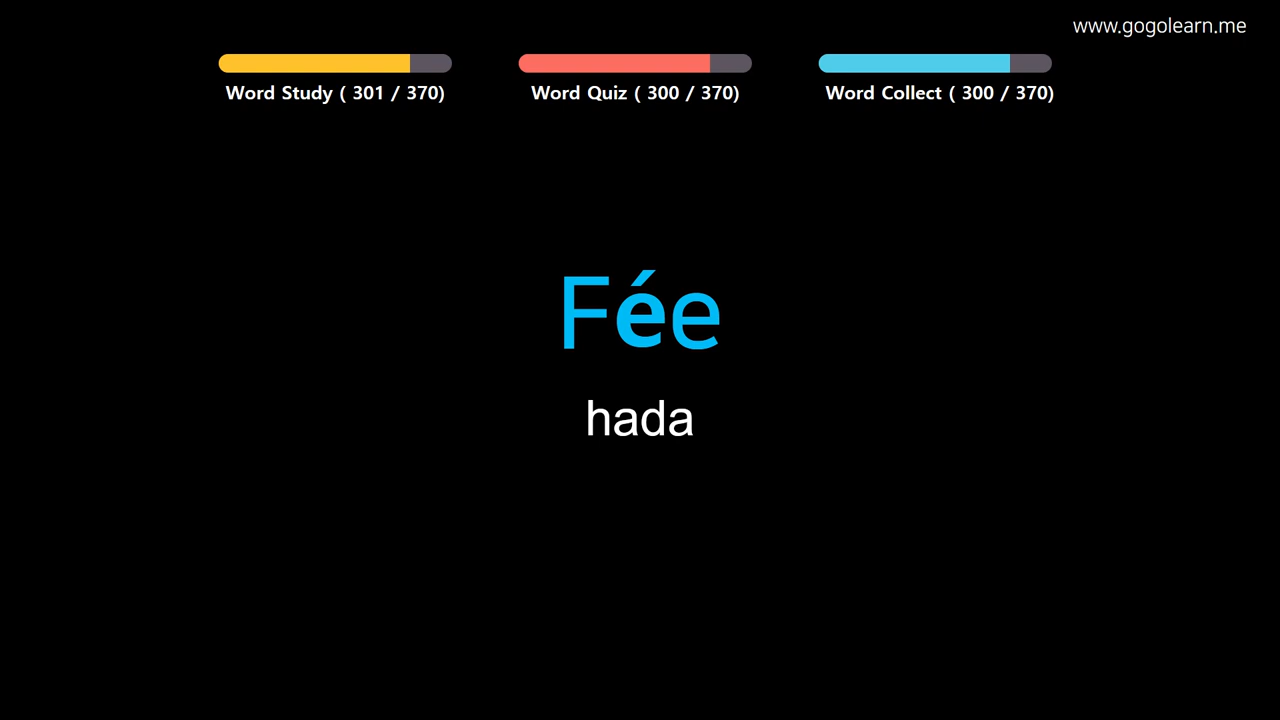 www.gogolearn.me
Word Study ( 301 / 370)
Word Quiz ( 300 / 370)
Word Collect ( 300 / 370)
Fée
hada